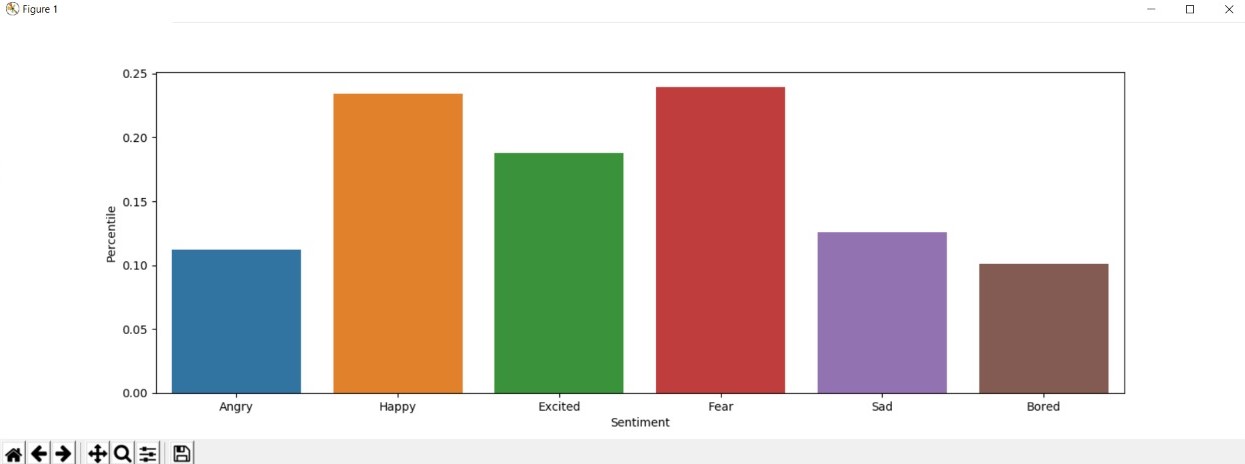 Figure 1
0.25
0.20
0.15
0.10
0.05
0.00
Percentile
Angry Happy Excited Fear Sad Bored
Sentiment